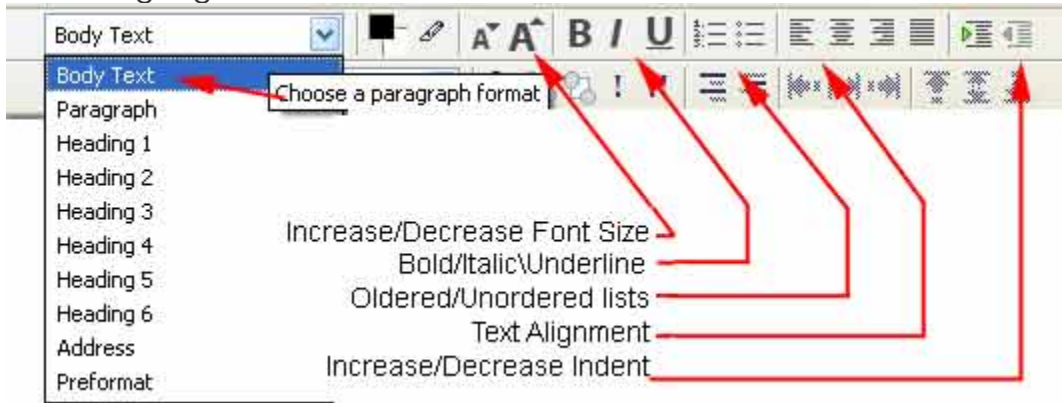 Body Text
A A B I U
Body Text
Choose a paragraph format
! !
Paragraph
Heading 1
Heading 2
Heading 3
Heading 4
Heading 5
Heading 6
Address
Preformat
Increase/Decrease Font Size
Bold/Italic\Underline
Oldered/Unordered lists
Text Alignment
Increase/Decrease Indent